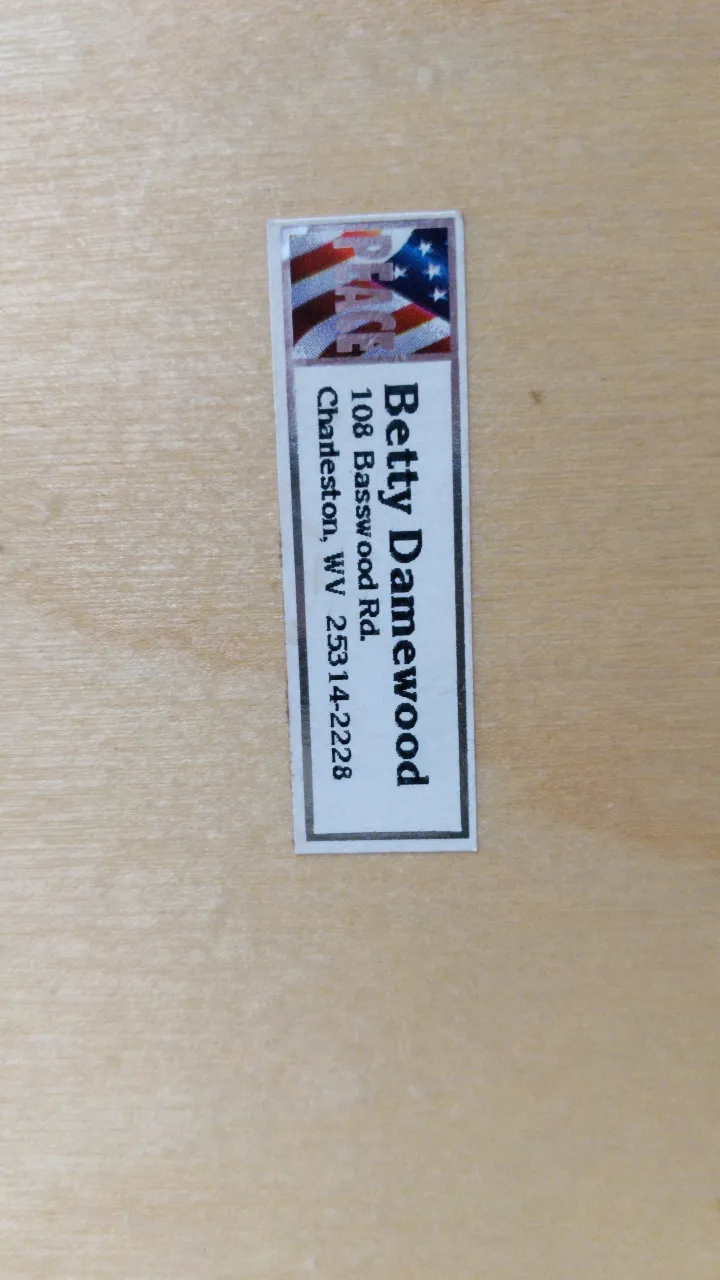 PEACE
Betty Damewood
108 Basswood Rd.
Charleston, WV 25314-2228